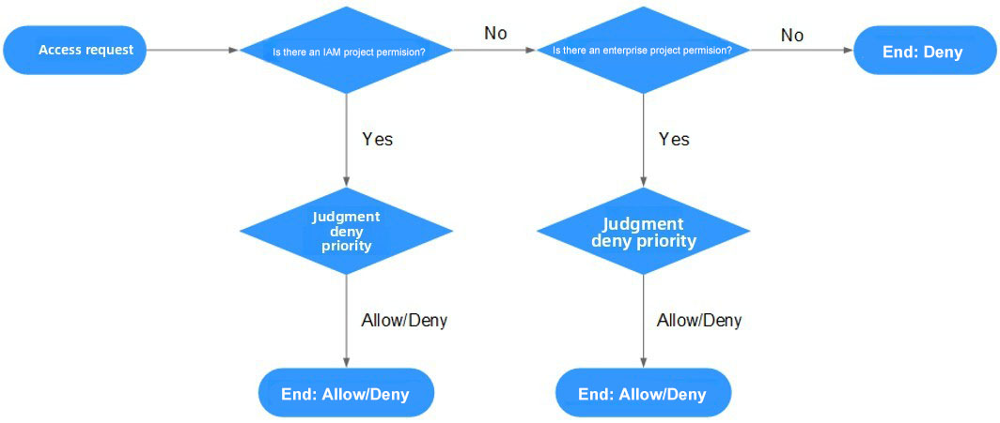 Access request
Is there an IAM project permision?
No
Is there an enterprise project permision?
No
End: Deny
Yes
Yes
Judgment
deny
priority
Judgment
deny priority
Allow/Deny
Allow/Deny
End: Allow/Deny
End: Allow/Deny